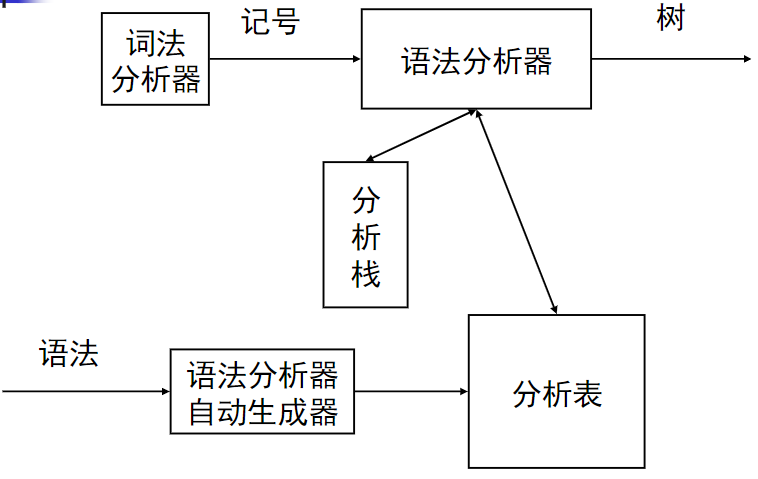 记号
树
词法
分析器
语法分析器
分
析
栈
语法
语法分析器
自动生成器
分析表